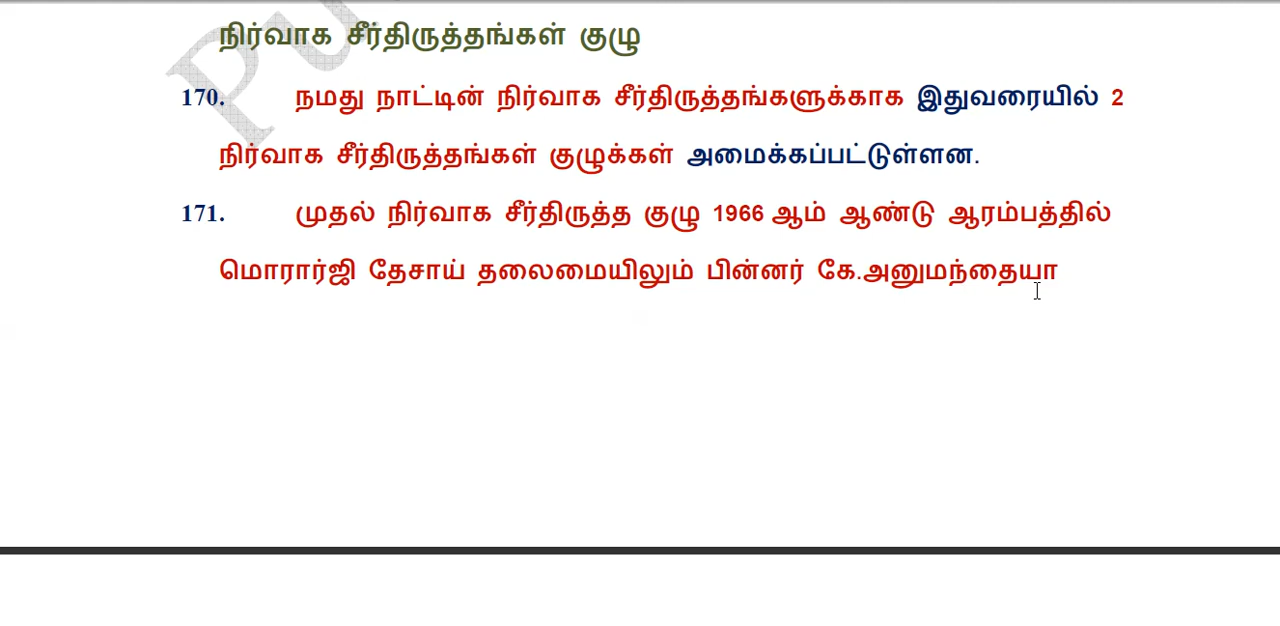 நிர்வாக சீர்திருத்தங்கள் குழு
170. நமது நாட்டின் நிர்வாக சீர்திருத்தங்களுக்காக இதுவரையில் 2
நிர்வாக சீர்திருத்தங்கள் குழுக்கள் அமைக்கப்பட்டுள்ளன.
171. முதல் நிர்வாக சீர்திருத்த குழு 1966 ஆம் ஆண்டு ஆரம்பத்தில்
மொரார்ஜி தேசாய் தலைமையிலும் பின்னர் கே.அனுமந்தையா